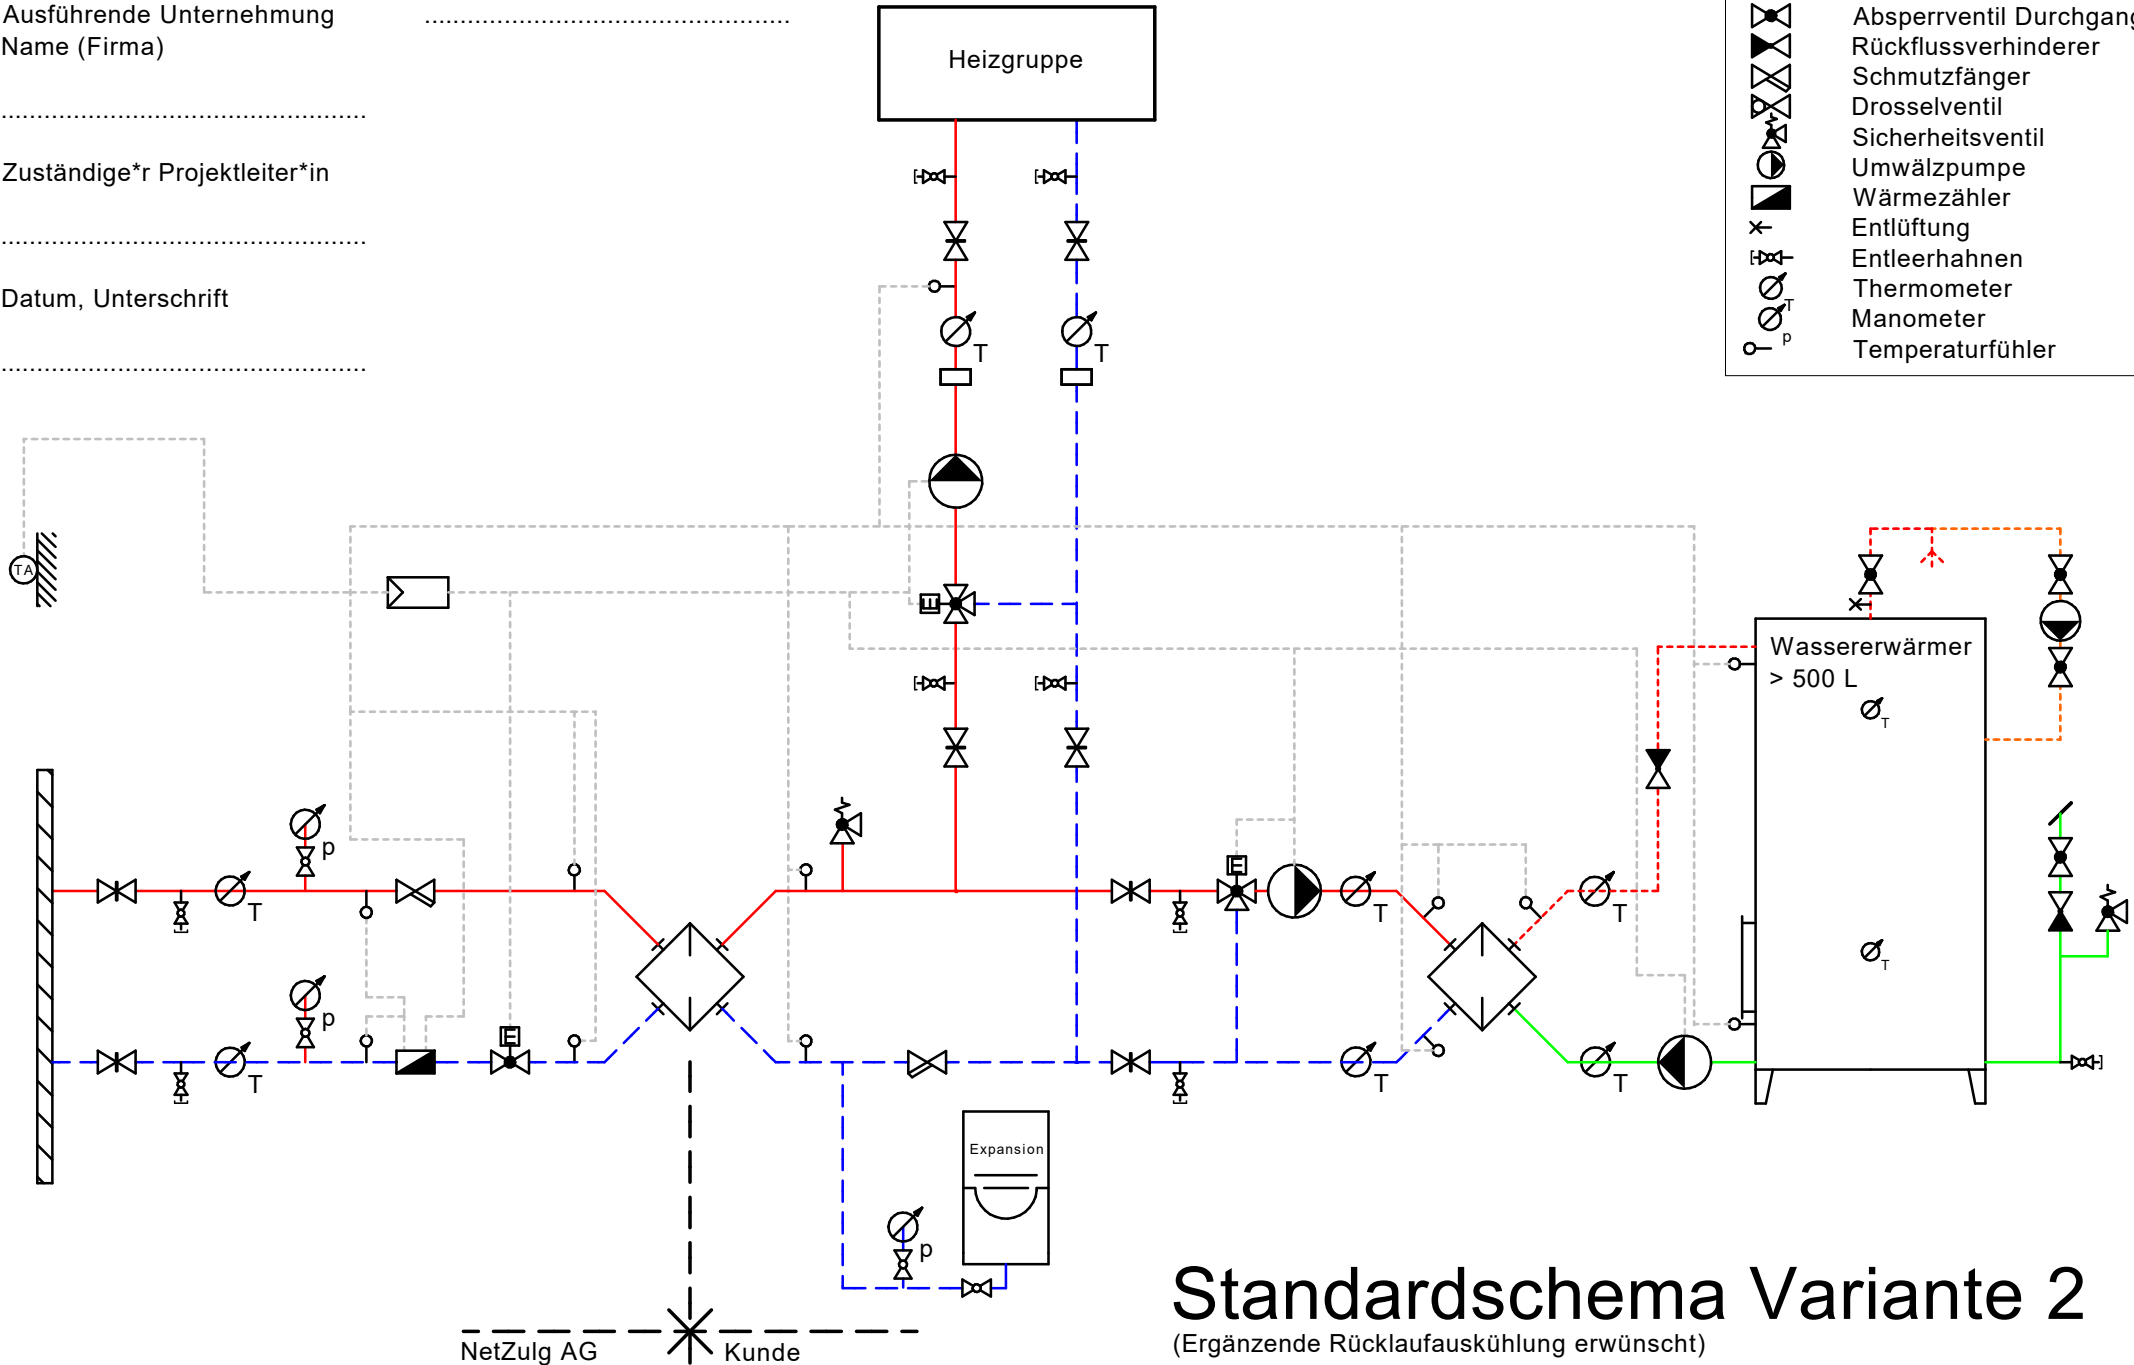 Ausführende Unternehmung ...................................................
Name (Firma)
...................................................
Zuständige*r Projektleiter*in
...................................................
Datum, Unterschrift
...................................................
Heizgruppe
Absperrventil Durchgang
Rückflussverhinderer
Schmutzfänger
Drosselventil
Sicherheitsventil
Umwälzpumpe
Wärmezähler
Entlüftung
Entleerhahnen
Thermometer
T
Manometer
p
Temperaturfühler
T
T
TA
E
Wassererwärmer
> 500 L
T
p
E
T
T
T
T
p
E
T
T
T
T
Expansion
p
Standardschema Variante 2
(Ergänzende Rücklaufauskühlung erwünscht)
NetZulg AG
Kunde